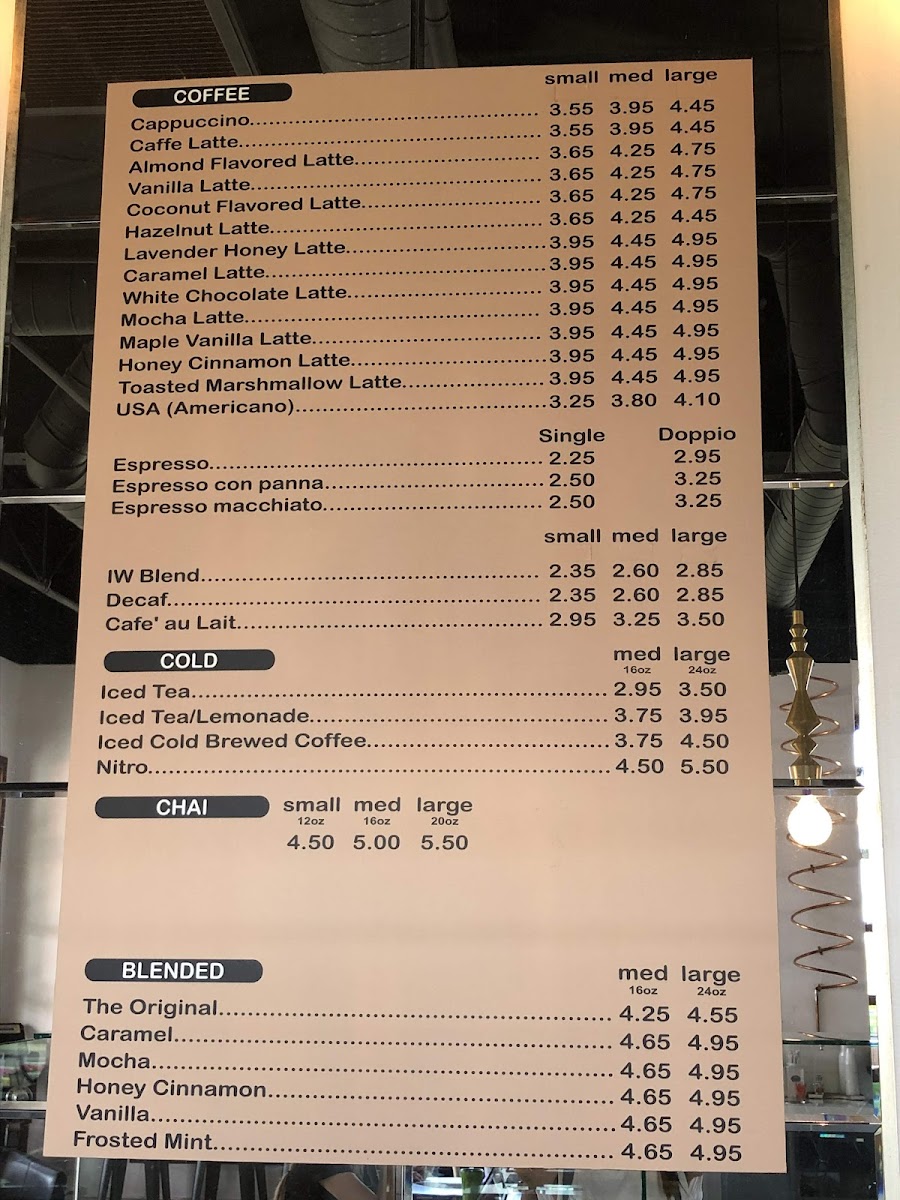 COFFEE small med large
Cappuccino 3.55 3.95 4.45
Caffe Latte 3.55 3.95 4.45
Almond Flavored Latte 3.65 4.25 4.75
Vanilla Latte 3.65 4.25 4.75
Coconut Flavored Latte 3.65 4.25 4.75
Hazelnut Latte 3.65 4.25 4.45
Lavender Honey Latte 3.95 4.45 4.95
Caramel Latte 3.95 4.45 4.95
White Chocolate Latte 3.95 4.45 4.95
Mocha Latte 3.95 4.45 4.95
Maple Vanilla Latte 3.95 4.45 4.95
Honey Cinnamon Latte 3.95 4.45 4.95
Toasted Marshmallow Latte 3.95 4.45 4.95
USA (Americano) 3.25 3.80 4.10
Single Doppio
Espresso 2.25 2.95
Espresso con panna 2.50 3.25
Espresso macchiato 2.50 3.25
small med large
IW Blend 2.35 2.60 2.85
Decaf 2.35 2.60 2.85
Cafe' au Lait 2.95 3.25 3.50
COLD med large
16oz 24oz
Iced Tea 2.95 3.50
Iced Tea/Lemonade 3.75 3.95
Iced Cold Brewed Coffee 3.75 4.50
Nitro 4.50 5.50
CHAI small med large
12oz 16oz 20oz
4.50 5.00 5.50
BLENDED med large
16oz 24oz
The Original 4.25 4.55
Caramel 4.65 4.95
Mocha 4.65 4.95
Honey Cinnamon 4.65 4.95
Vanilla 4.65 4.95
Frosted Mint 4.65 4.95